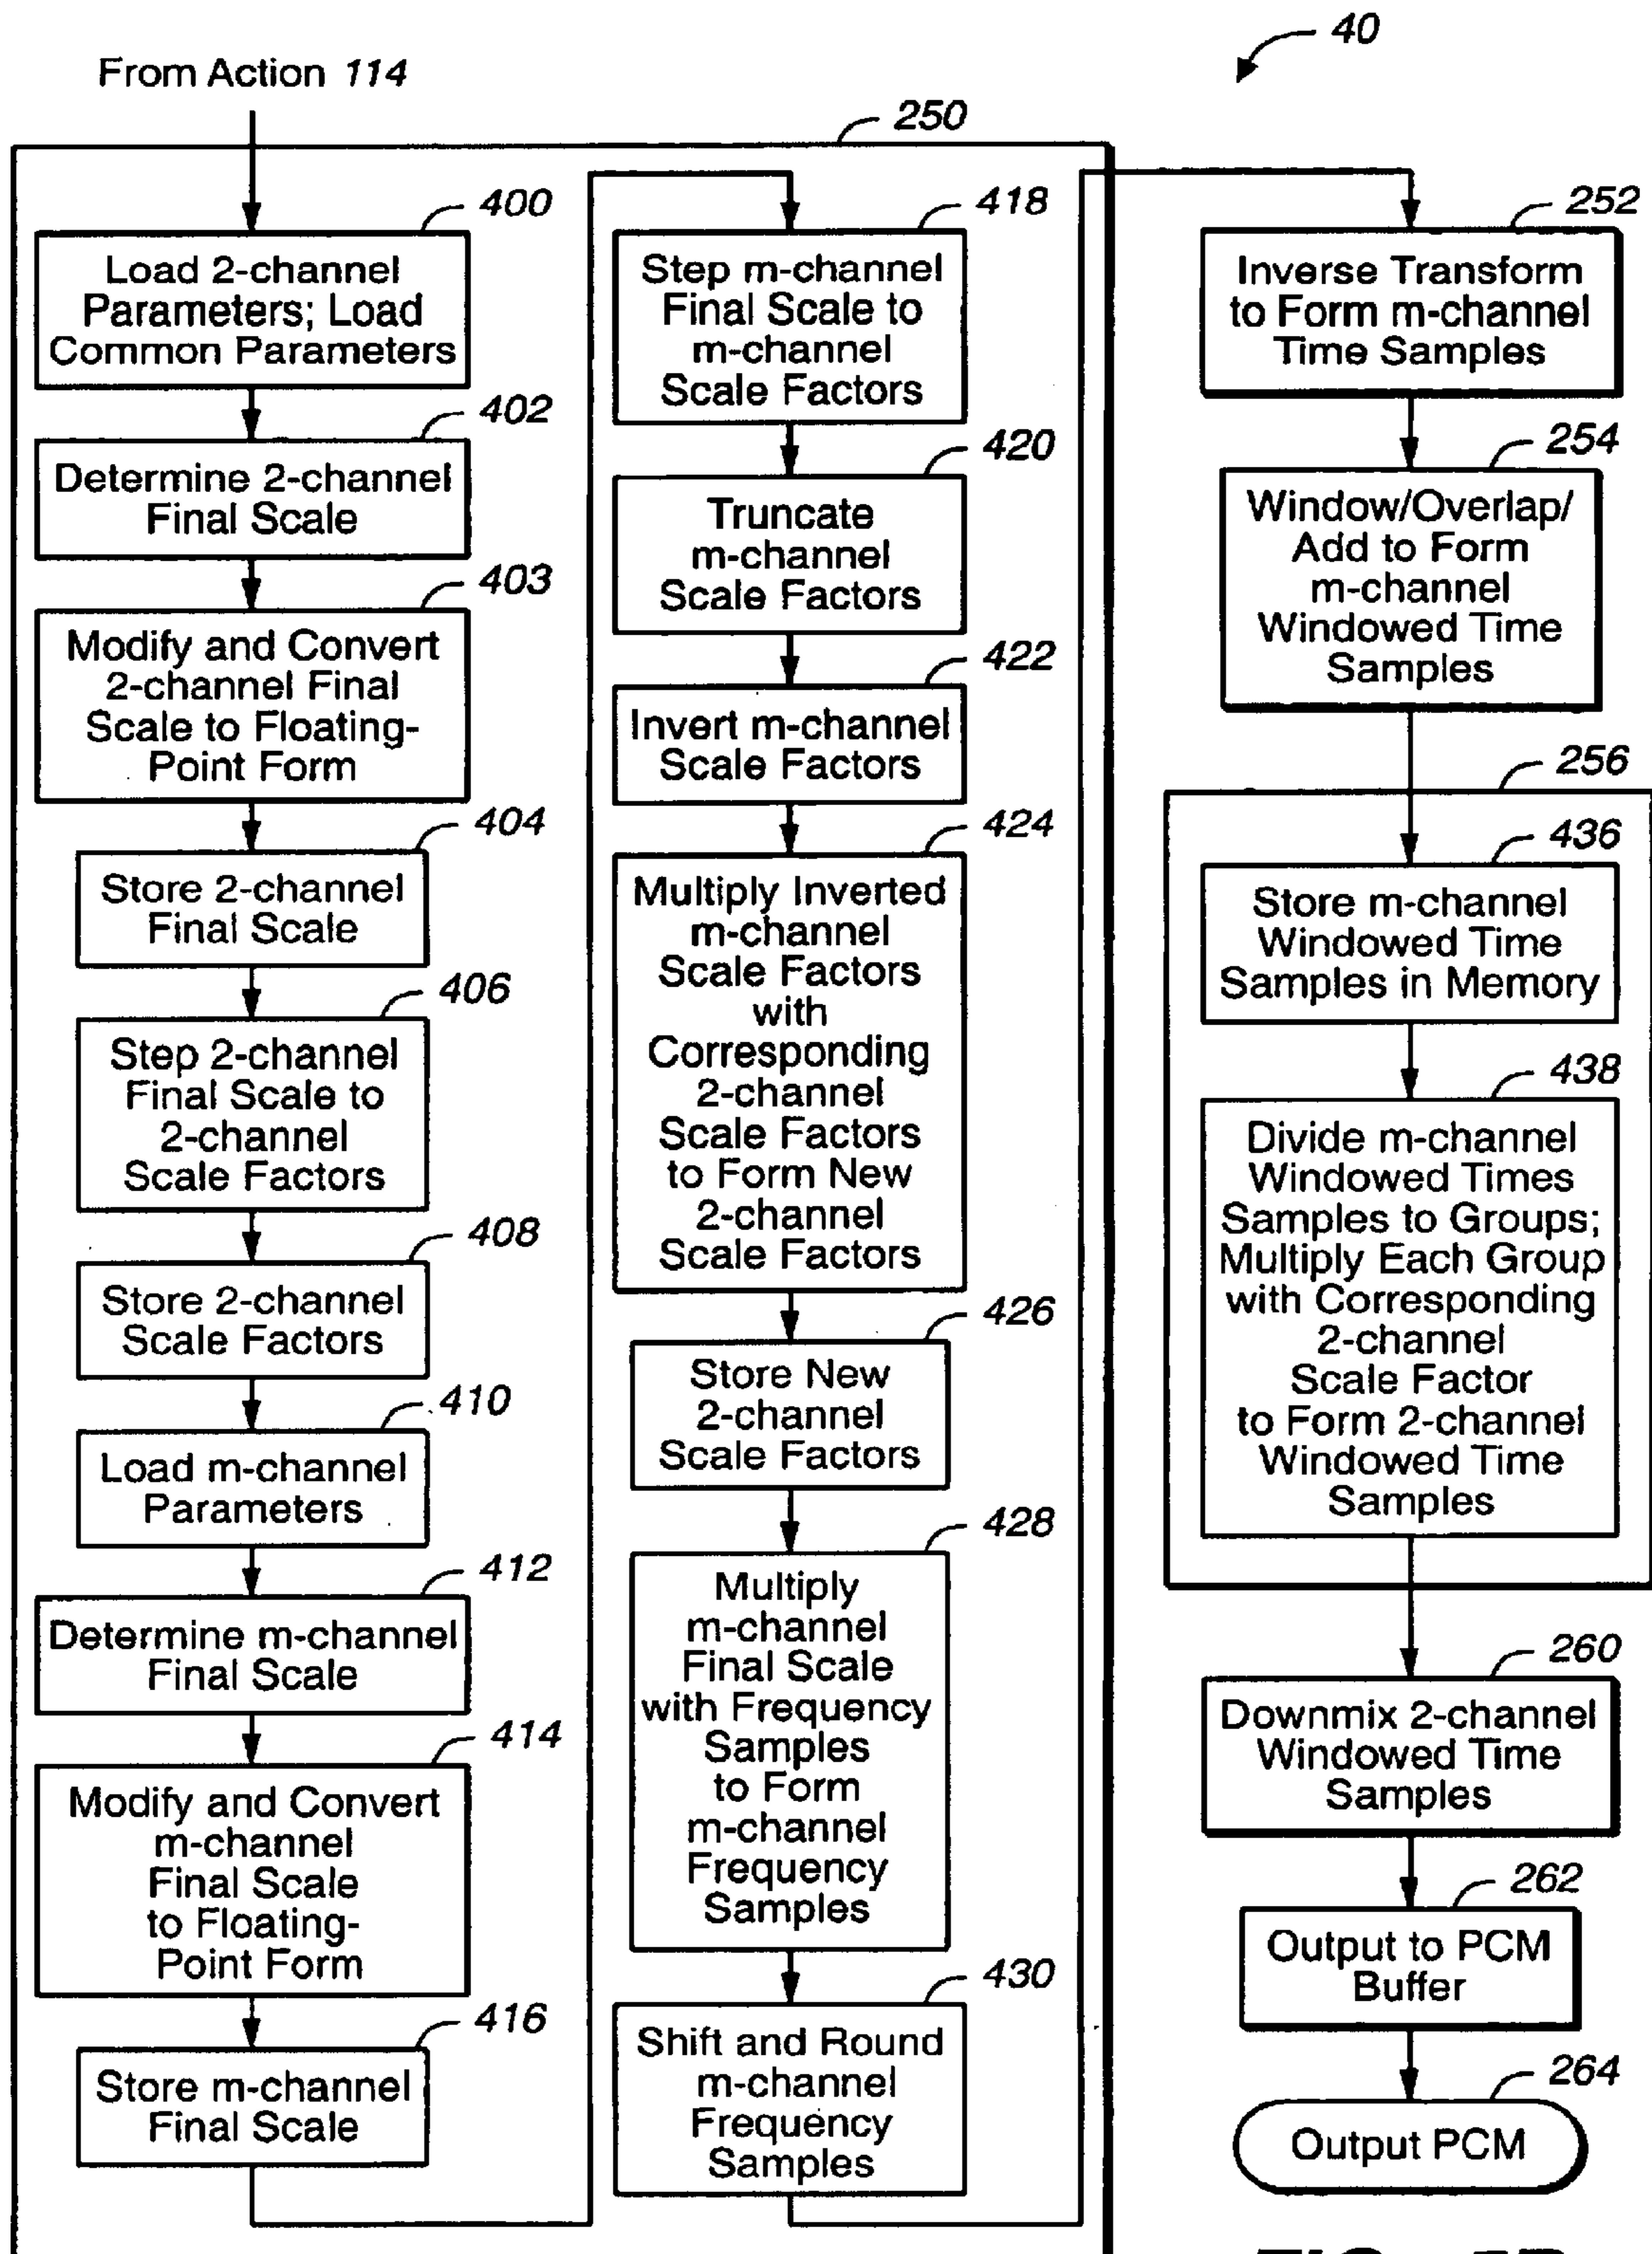 40
From Action 114
250
400
Load 2-channel
Parameters; Load
Common Parameters
402
Determine 2-channel
Final Scale
403
Modify and Convert
2-channel Final
Scale to Floating-
Point Form
404
Store 2-channel
Final Scale
406
Step 2-channel
Final Scale to
2-channel
Scale Factors
408
Store 2-channel
Scale Factors
410
Load m-channel
Parameters
412
Determine m-channel
Final Scale
414
Modify and Convert
m-channel
Final Scale
to Floating-
Point Form
416
Store m-channel
Final Scale
418
Step m-channel
Final Scale to
m-channel
Scale Factors
420
Truncate
m-channel
Scale Factors
422
Invert m-channel
Scale Factors
424
Multiply Inverted
m-channel
Scale Factors
with
Corresponding
2-channel
Scale Factors
to Form New
2-channel
Scale Factors
426
Store New
2-channel
Scale Factors
428
Multiply
m-channel
Final Scale
with Frequency
Samples
to Form
m-channel
Frequency
Samples
430
Shift and Round
m-channel
Frequency
Samples
252
Inverse Transform
to Form m-channel
Time Samples
254
Window/Overlap/
Add to Form
m-channel
Windowed Time
Samples
256
436
Store m-channel
Windowed Time
Samples in Memory
438
Divide m-channel
Windowed Times
Samples to Groups;
Multiply Each Group
with Corresponding
2-channel
Scale Factor
to Form 2-channel
Windowed Time
Samples
260
Downmix 2-channel
Windowed Time
Samples
262
Output to PCM
Buffer
264
Output PCM